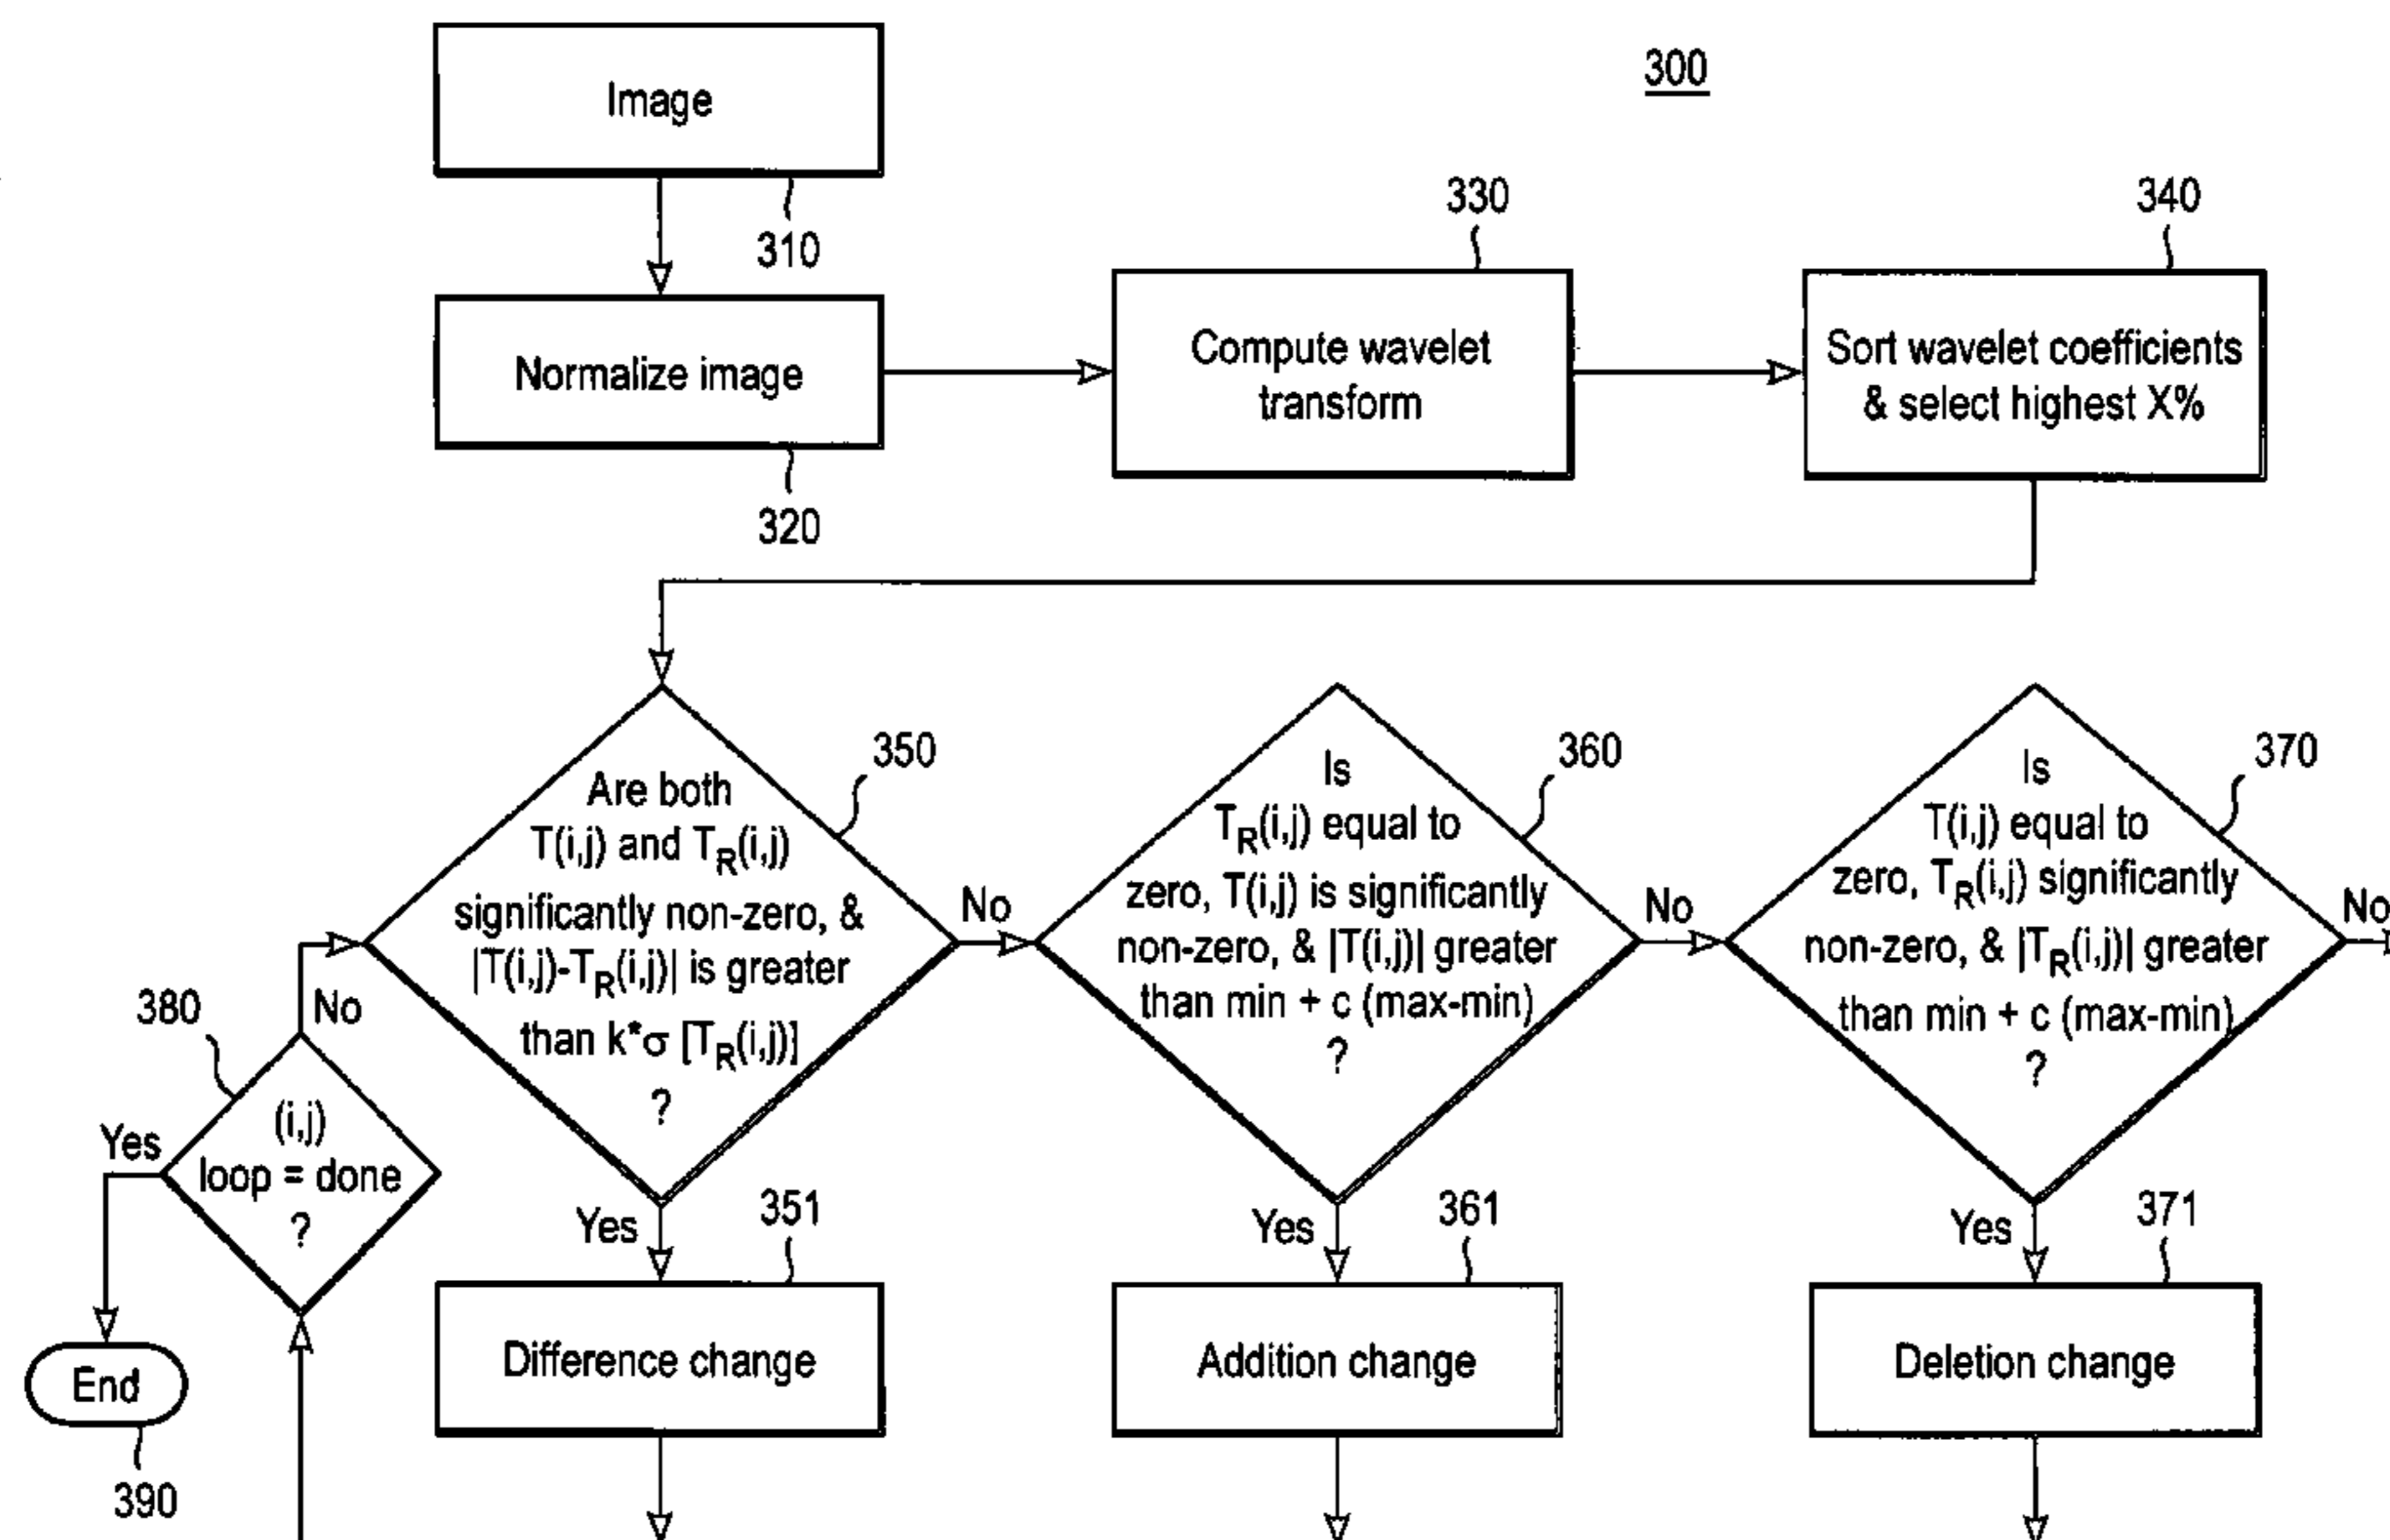 300
Image
310
Normalize image
320
330
Compute wavelet
transform
340
Sort wavelet coefficients
& select highest X%
350
Are both
T(i,j) and T_R(i,j)
significantly non-zero, &
|T(i,j)-T_R(i,j)| is greater
than k*σ [T_R(i,j)]
?
No
Yes
360
Is
T_R(i,j) equal to
zero, T(i,j) is significantly
non-zero, & |T(i,j)| greater
than min + c (max-min)
?
No
Yes
370
Is
T(i,j) equal to
zero, T_R(i,j) significantly
non-zero, & |T_R(i,j)| greater
than min + c (max-min)
?
No
Yes
380
No
(i,j)
loop = done
?
Yes
End
390
351
Difference change
361
Addition change
371
Deletion change